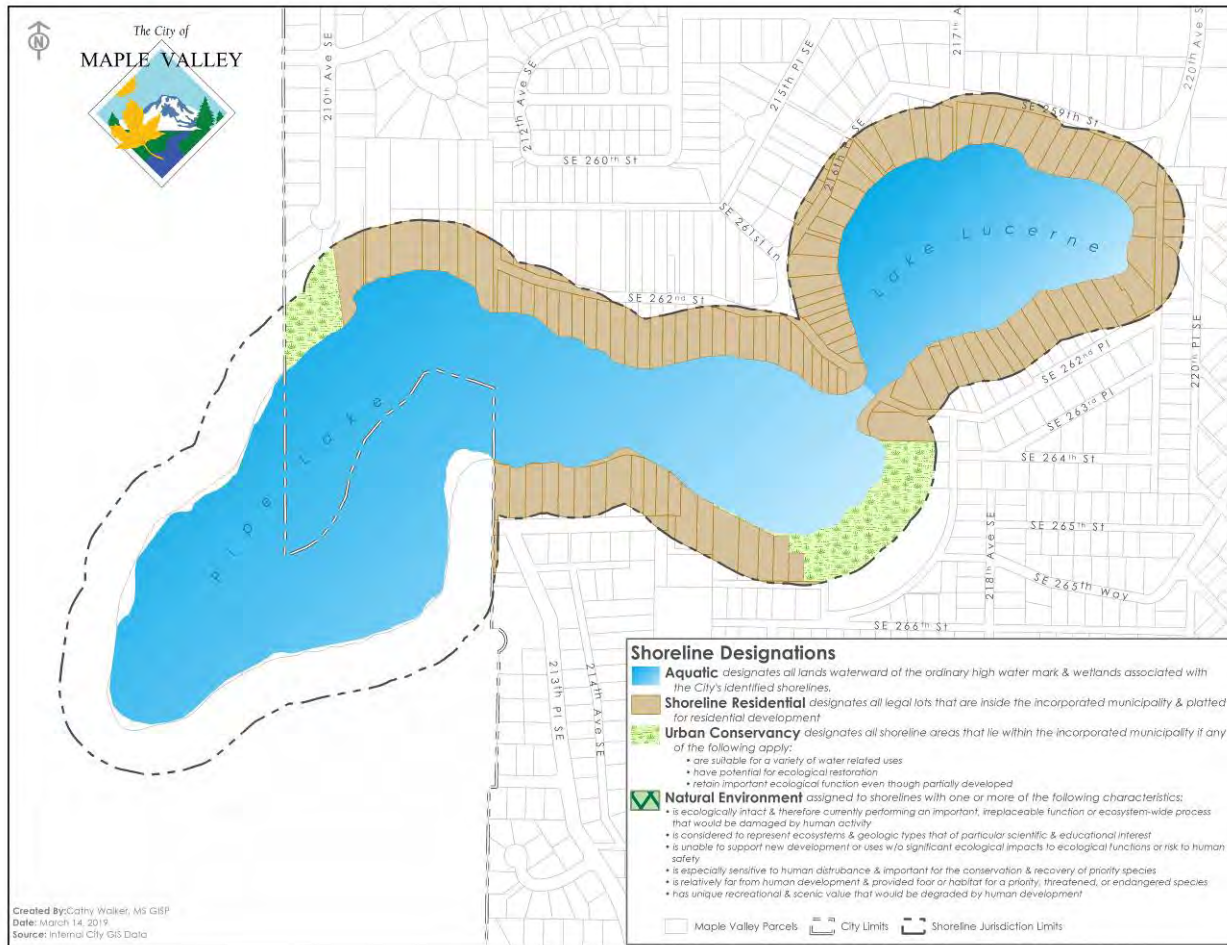 N
The City of
MAPLE VALLEY
210th Ave SE
212th Ave SE
215th Pl SE
216th Pl SE
217th A
220th Ave S
SE 259th St
SE 260th St
SE 261st Ln
SE 262nd St
Lake Lucerne
SE 262nd Pl
SE 263rd Pl
220th Pl SE
SE 264th St
SE 265th St
218th Ave SE
SE 265th Way
SE 266th St
Pipe Lake
213th Pl SE
214th Ave SE
Shoreline Designations
Aquatic designates all lands waterward of the ordinary high water mark & wetlands associated with
the City's identified shorelines.
Shoreline Residential designates all legal lots that are inside the incorporated municipality & platted
for residential development
Urban Conservancy designates all shoreline areas that lie within the incorporated municipality if any
of the following apply:
• are suitable for a variety of water related uses
• have potential for ecological restoration
• retain important ecological function even though partially developed
Natural Environment assigned to shorelines with one or more of the following characteristics:
• is ecologically intact & therefore currently performing an important, irreplaceable function or ecosystem-wide process
that would be damaged by human activity
• is considered to represent ecosystems & geologic types that of particular scientific & educational interest
• is unable to support new development or uses w/o significant ecological impacts to ecological functions or risk to human
safety
• is especially sensitive to human distrubance & important for the conservation & recovery of priority species
• is relatively far from human development & provided foor or habitat for a priority, threatened, or endangered species
• has unique recreational & scenic value that would be degraded by human development
Maple Valley Parcels City Limits Shoreline Jurisdiction Limits
Created By:Cathy Walker, MS GISP
Date: March 14, 2019
Source: Internal City GIS Data